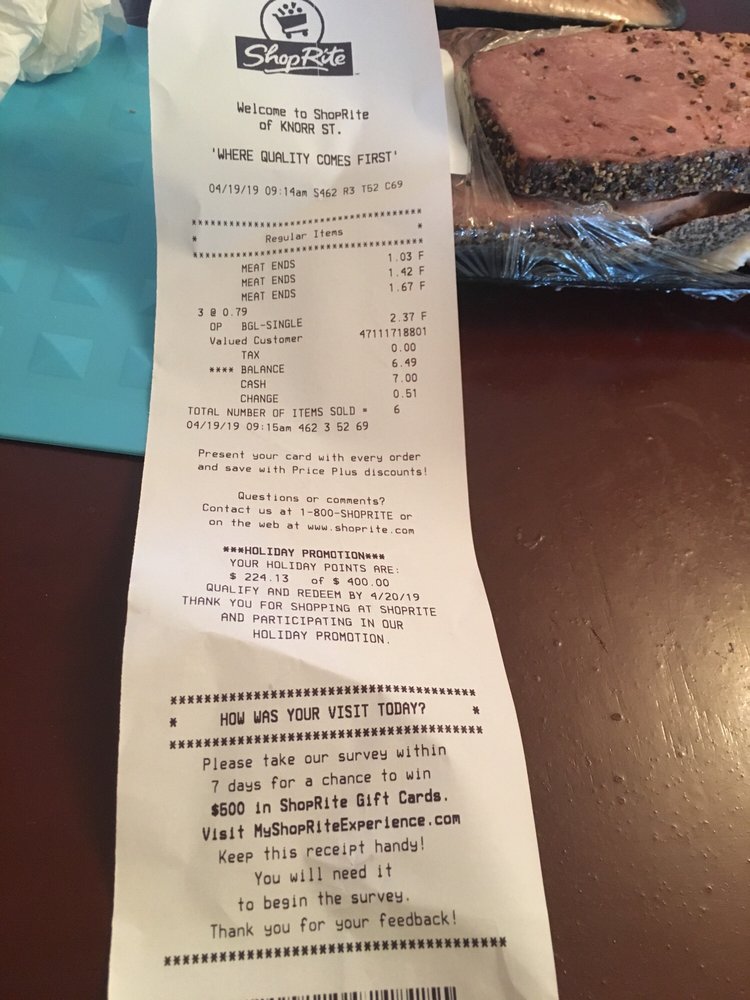 ShopRite
Welcome to ShopRite
of KNORR ST.
'WHERE QUALITY COMES FIRST'
04/19/19 09:14am S462 R3 T52 C69
****************************************
* Regular Items *
****************************************
MEAT ENDS 1.03 F
MEAT ENDS 1.42 F
MEAT ENDS 1.67 F
3 @ 0.79
OP BGL-SINGLE 2.37 F
Valued Customer 47111718801
TAX 0.00
**** BALANCE 6.49
CASH 7.00
CHANGE 0.51
TOTAL NUMBER OF ITEMS SOLD = 6
04/19/19 09:15am 462 3 52 69
Present your card with every order
and save with Price Plus discounts!
Questions or comments?
Contact us at 1-800-SHOPRITE or
on the web at www.shoprite.com
***HOLIDAY PROMOTION***
YOUR HOLIDAY POINTS ARE:
$ 224.13 of $ 400.00
QUALIFY AND REDEEM BY 4/20/19
THANK YOU FOR SHOPPING AT SHOPRITE
AND PARTICIPATING IN OUR
HOLIDAY PROMOTION.
****************************************
* HOW WAS YOUR VISIT TODAY? *
****************************************
Please take our survey within
7 days for a chance to win
$500 in ShopRite Gift Cards.
Visit MyShopRiteExperience.com
Keep this receipt handy!
You will need it
to begin the survey.
Thank you for your feedback!
****************************************